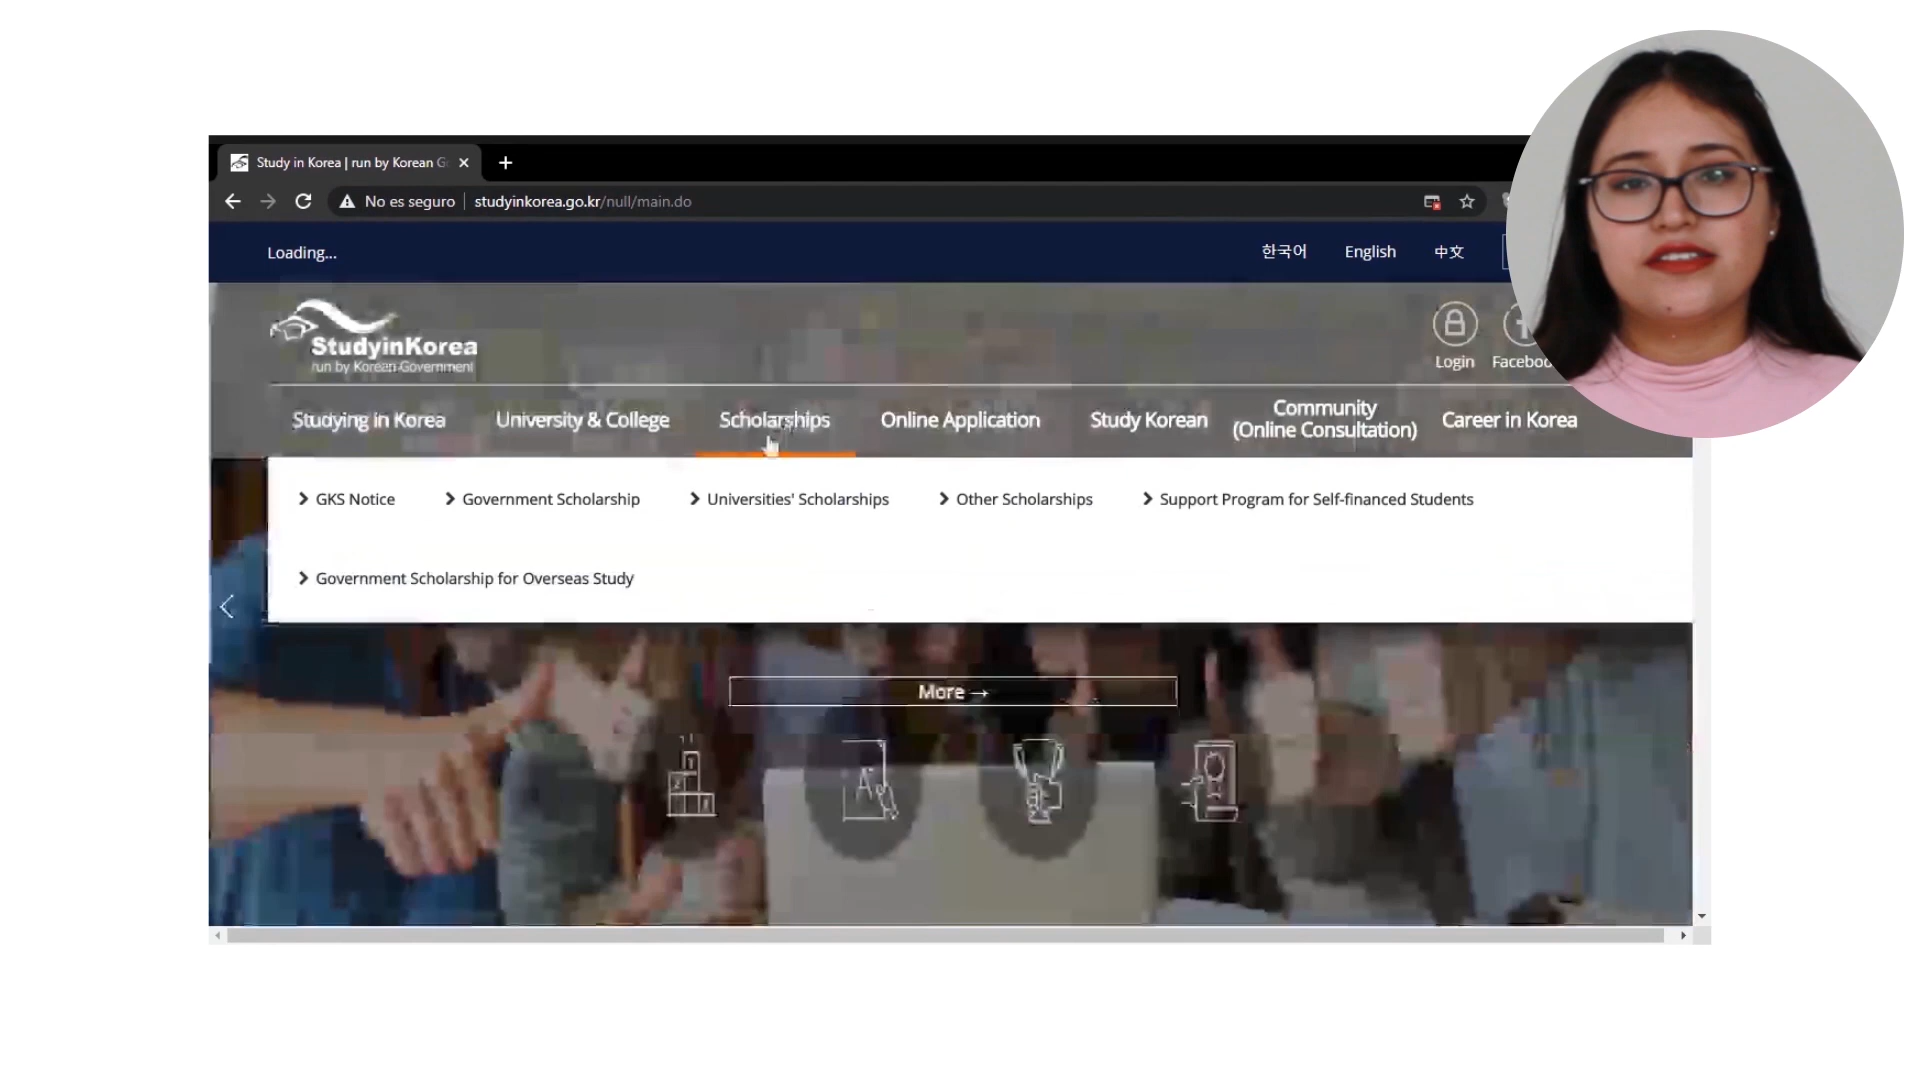 Study in Korea | run by Korean G
No es seguro studyinkorea.go.kr/null/main.do
Loading...
한국어 English 中文
StudyinKorea
run by Korean Government
Login Facebo
Studying in Korea University & College Scholarships Online Application Study Korean Community (Online Consultation) Career in Korea
GKS Notice Government Scholarship Universities' Scholarships Other Scholarships Support Program for Self-financed Students
Government Scholarship for Overseas Study
More →